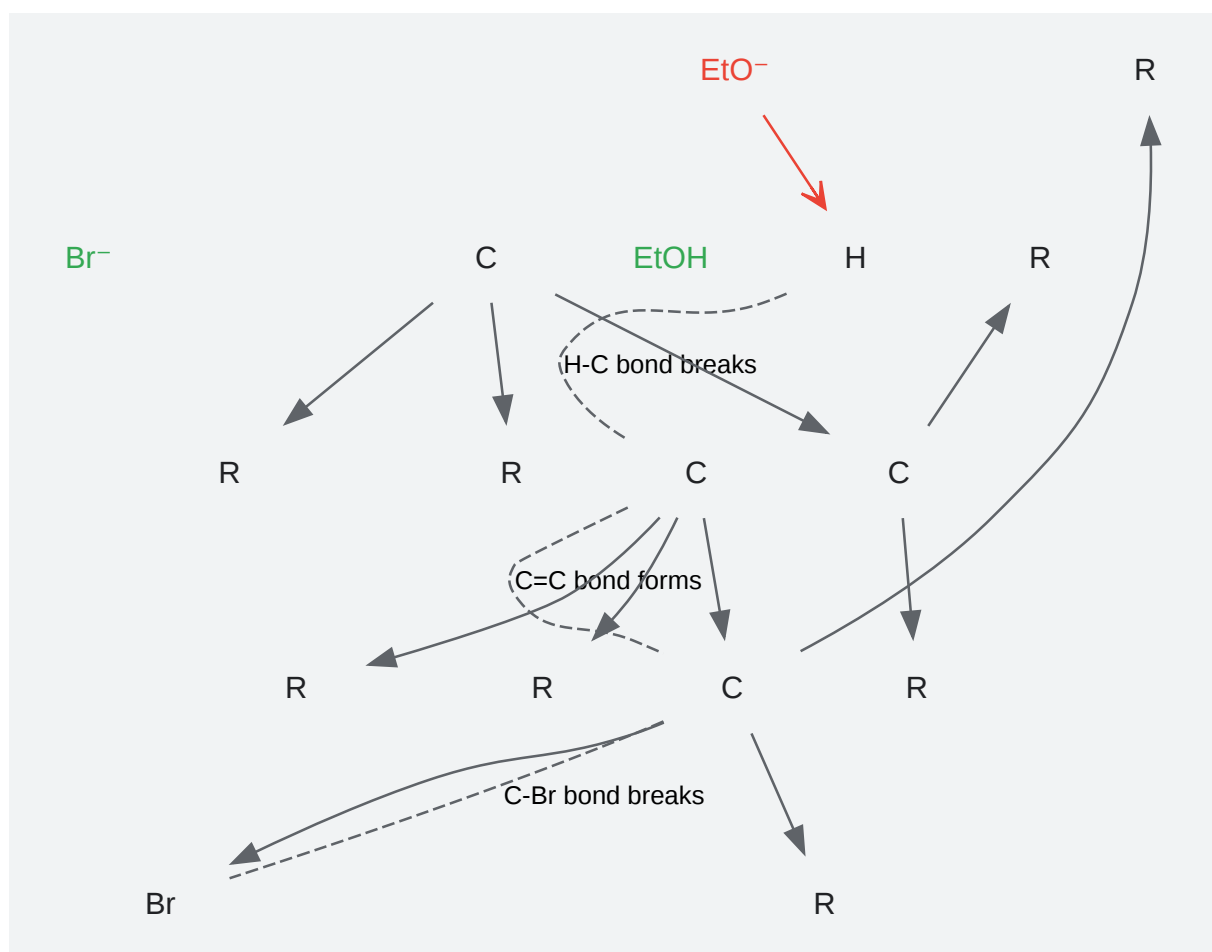 EtO⁻
R
Br⁻
C
EtOH
H
R
H-C bond breaks
R
R
C
C
C=C bond forms
R
R
C
R
C-Br bond breaks
Br
R